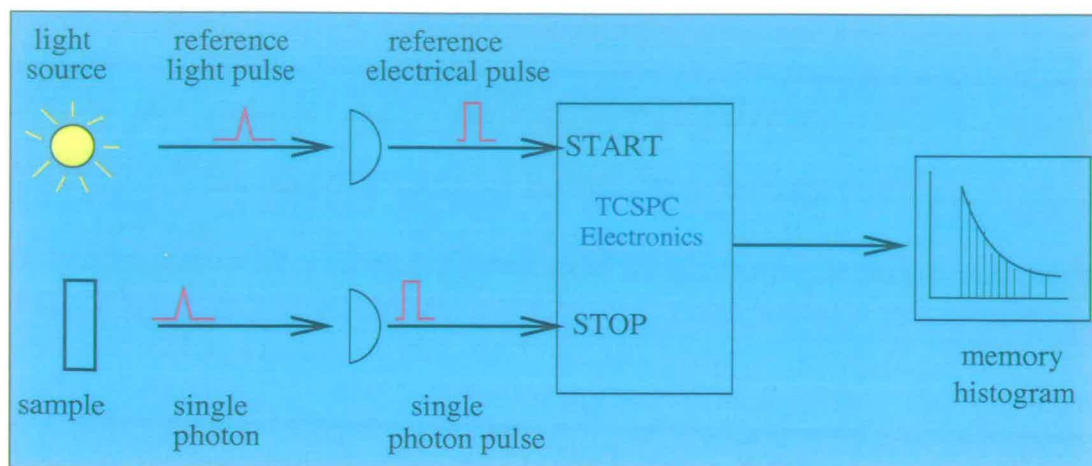 light
source
reference
light pulse
reference
electrical pulse
START
TCSPC
Electronics
STOP
sample
single
photon
single
photon pulse
memory
histogram